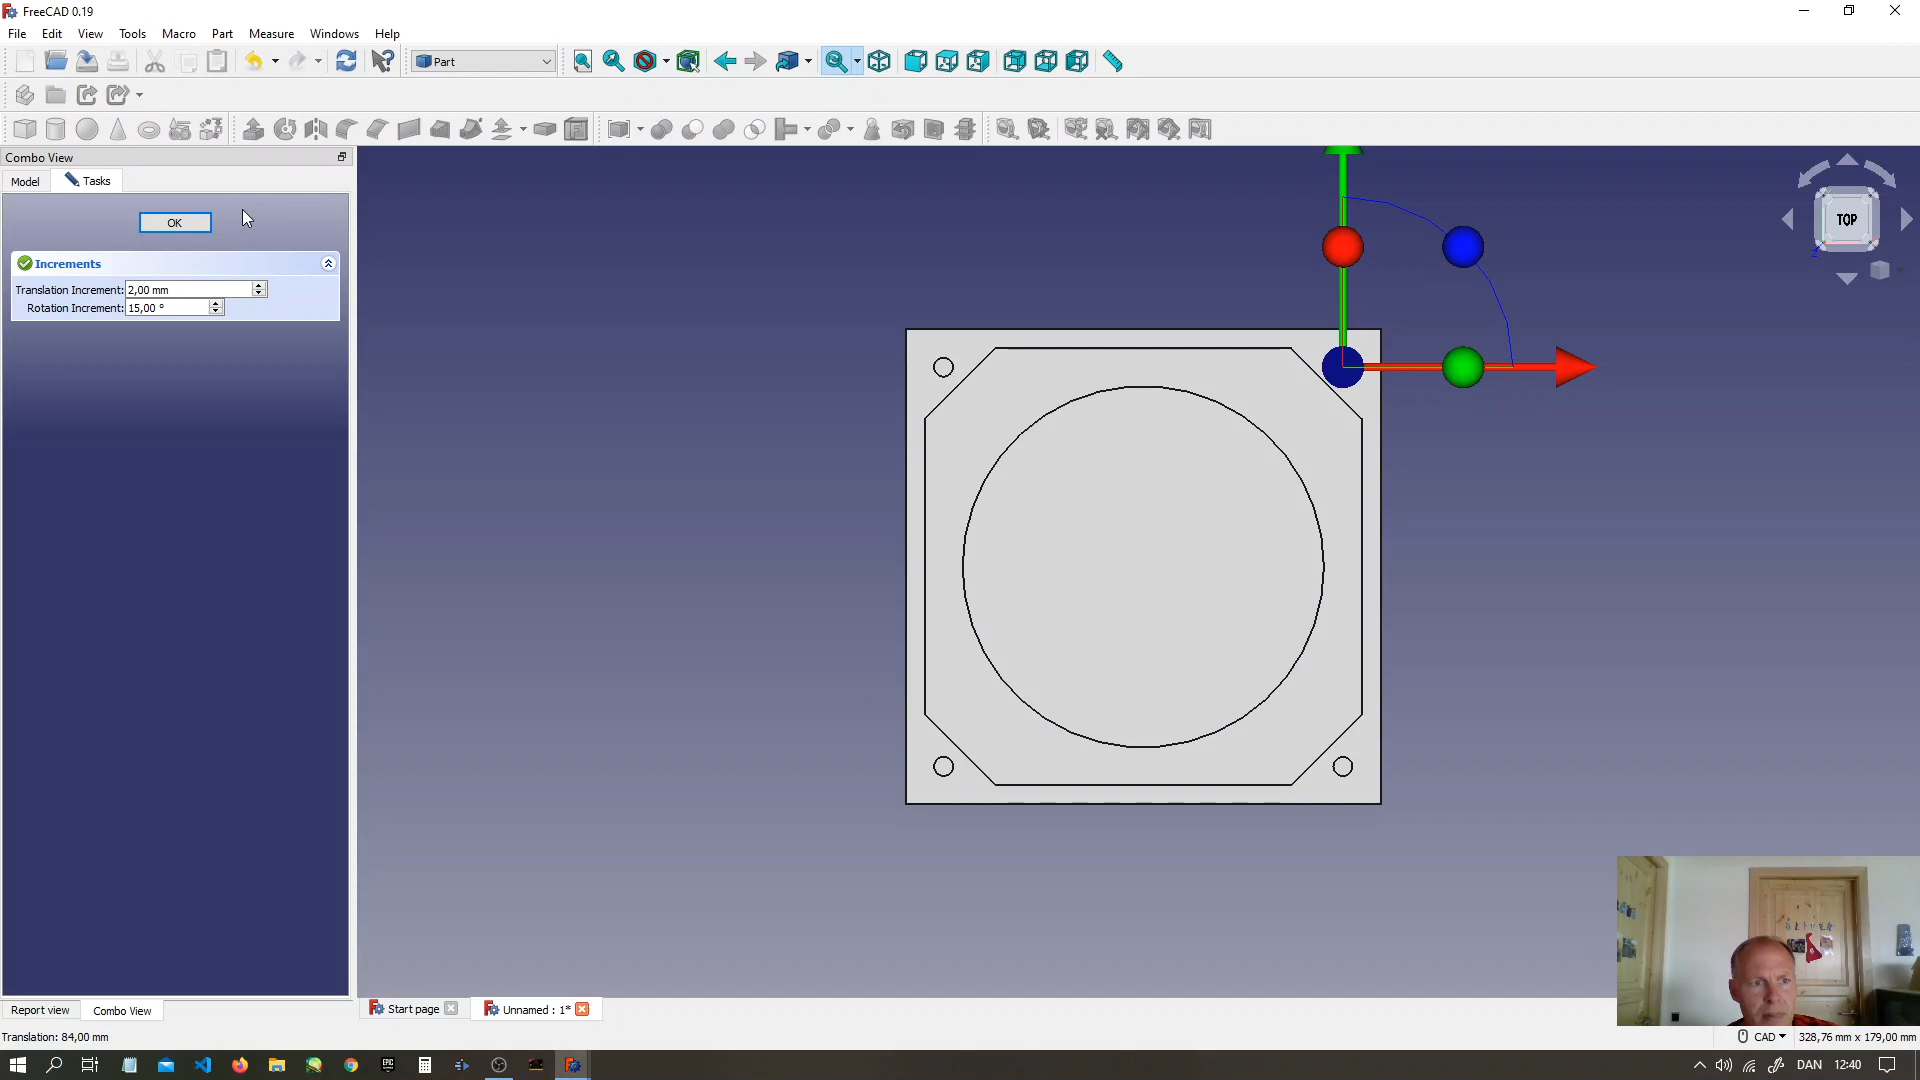 FreeCAD 0.19
File Edit View Tools Macro Part Measure Windows Help
Part
Combo View
Model Tasks
OK
Increments
Translation Increment: 2,00 mm
Rotation Increment: 15,00 °
TOP
Z
Report view Combo View
Start page Unnamed : 1*
Translation: 84,00 mm
CAD 328,76 mm x 179,00 mm
EPIC
DAN 12:40